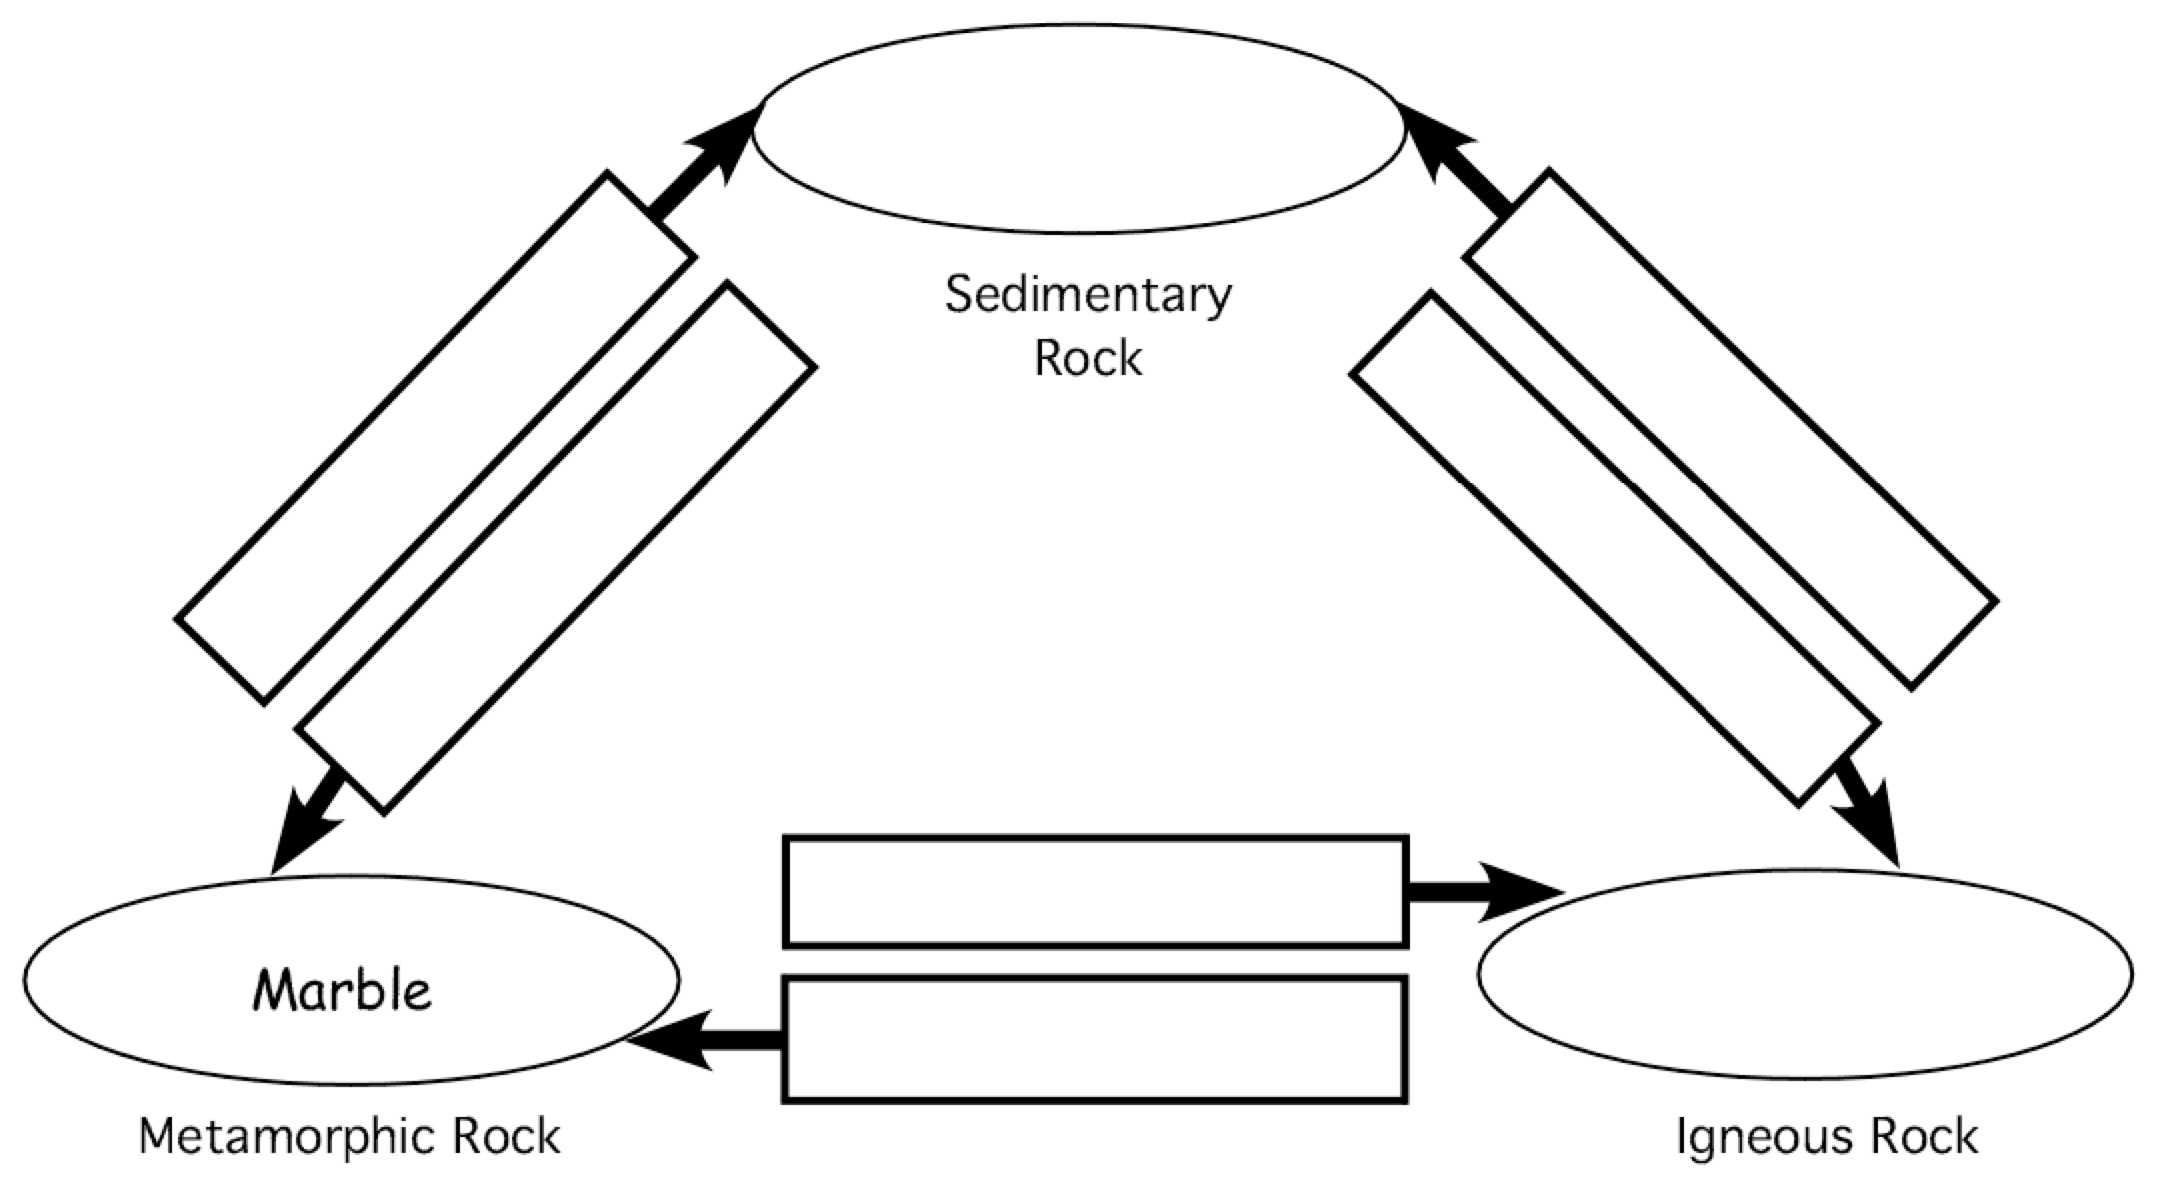 Sedimentary
Rock
Marble
Metamorphic Rock
Igneous Rock